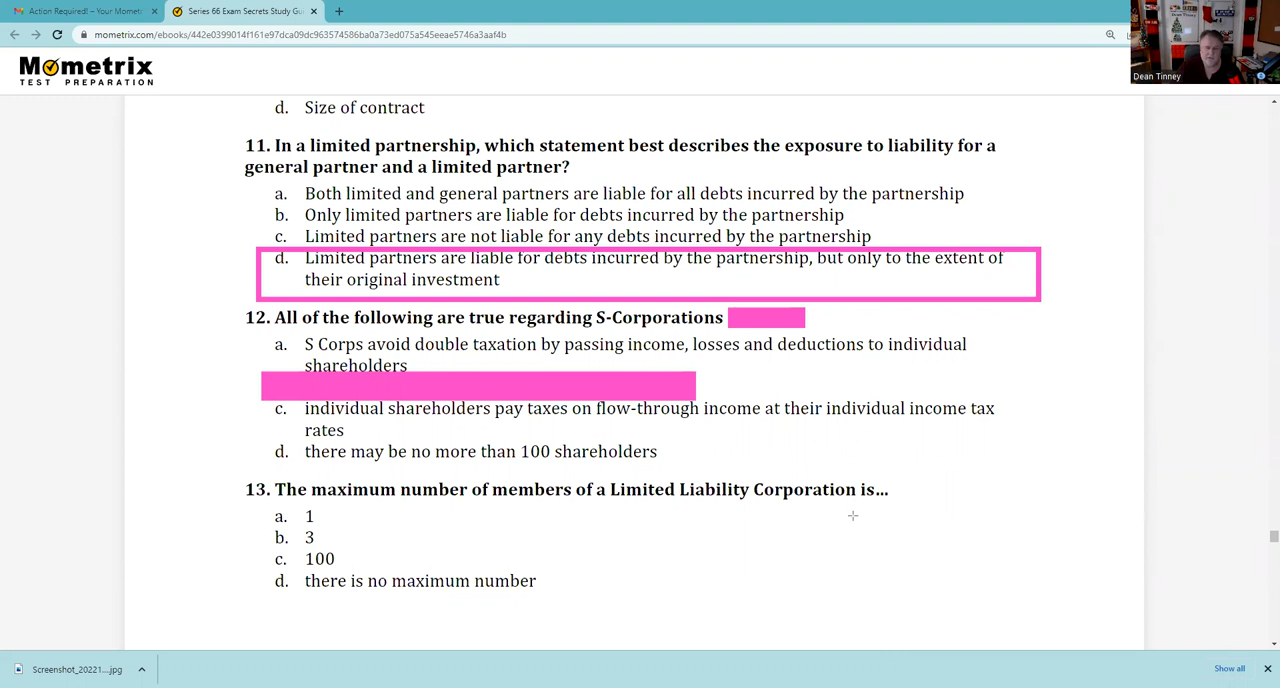 Action Required! – Your Mometr
Series 66 Exam Secrets Study Gui
mometrix.com/ebooks/442e0399014f161e97dca09dc963574586ba0a73ed075a545eeae5746a3aaf4b
Dean Tinney
Mometrix
TEST PREPARATION
d. Size of contract
11. In a limited partnership, which statement best describes the exposure to liability for a
general partner and a limited partner?
a. Both limited and general partners are liable for all debts incurred by the partnership
b. Only limited partners are liable for debts incurred by the partnership
c. Limited partners are not liable for any debts incurred by the partnership
d. Limited partners are liable for debts incurred by the partnership, but only to the extent of
their original investment
12. All of the following are true regarding S-Corporations
a. S Corps avoid double taxation by passing income, losses and deductions to individual
shareholders
c. individual shareholders pay taxes on flow-through income at their individual income tax
rates
d. there may be no more than 100 shareholders
13. The maximum number of members of a Limited Liability Corporation is...
a. 1
b. 3
c. 100
d. there is no maximum number
Screenshot_20221....jpg
Show all